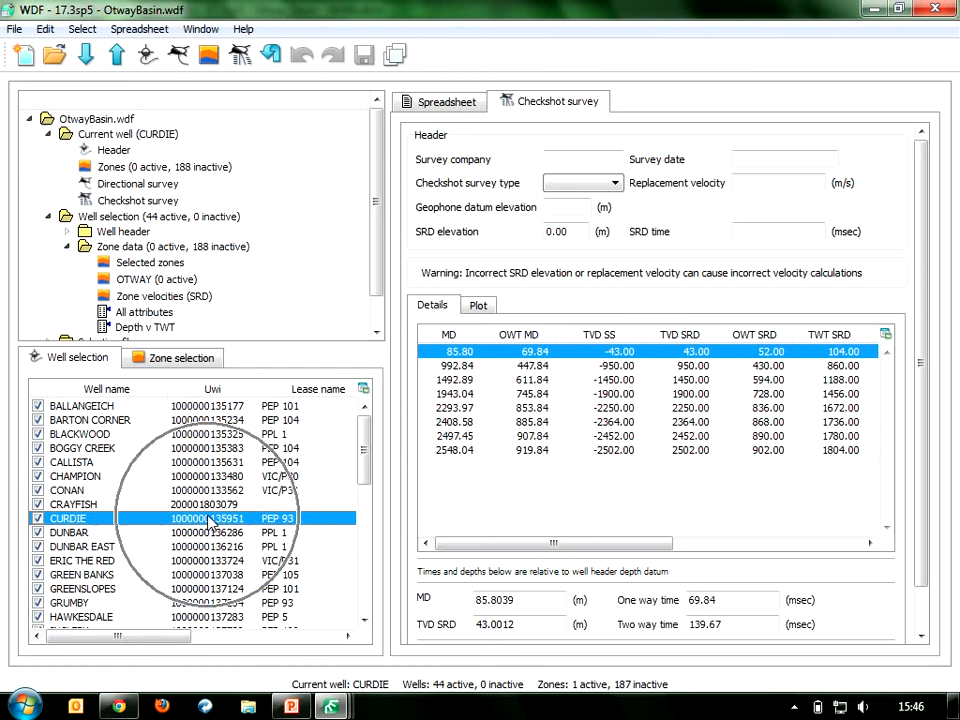 WDF - 17.3sp5 - OtwayBasin.wdf
File Edit Select Spreadsheet Window Help
OtwayBasin.wdf
Current well (CURDIE)
Header
Zones (0 active, 188 inactive)
Directional survey
Checkshot survey
Well selection (44 active, 0 inactive)
Well header
Zone data (0 active, 188 inactive)
Selected zones
OTWAY (0 active)
Zone velocities (SRD)
All attributes
Depth v TWT
Well selection Zone selection
Well name Uwi Lease name
BALLANGEICH 1000000135177 PEP 101
BARTON CORNER 1000000135234 PEP 104
BLACKWOOD 1000000135325 PPL 1
BOGGY CREEK 1000000135383 PEP 104
CALLISTA 1000000135631 PEP 104
CHAMPION 1000000133480
CONAN 1000000133562
CRAYFISH 200001803079
CURDIE 1000000135951 PEP 93
DUNBAR 1000000136286 PPL 1
DUNBAR EAST 1000000136216 PPL 1
ERIC THE RED 1000000133724
GREEN BANKS 1000000137038 PEP 105
GREENSLOPES 1000000137124 PEP 101
GRUMBY PEP 93
HAWKESDALE 1000000137283 PEP 5
Spreadsheet Checkshot survey
Header
Survey company Survey date
Checkshot survey type Replacement velocity (m/s)
Geophone datum elevation (m)
SRD elevation 0.00 (m) SRD time (msec)
Warning: Incorrect SRD elevation or replacement velocity can cause incorrect velocity calculations
Details Plot
MD OWT MD TVD SS TVD SRD OWT SRD TWT SRD
85.80 69.84 -43.00 43.00 52.00 104.00
992.84 447.84 -950.00 950.00 430.00 860.00
1492.89 611.84 -1450.00 1450.00 594.00 1188.00
1943.04 745.84 -1900.00 1900.00 728.00 1456.00
2293.97 853.84 -2250.00 2250.00 836.00 1672.00
2408.58 885.84 -2364.00 2364.00 868.00 1736.00
2497.45 907.84 -2452.00 2452.00 890.00 1780.00
2548.04 919.84 -2502.00 2502.00 902.00 1804.00
Times and depths below are relative to well header depth datum
MD 85.8039 (m) One way time 69.84 (msec)
TVD SRD 43.0012 (m) Two way time 139.67 (msec)
Current well: CURDIE Wells: 44 active, 0 inactive Zones: 1 active, 187 inactive
15:46